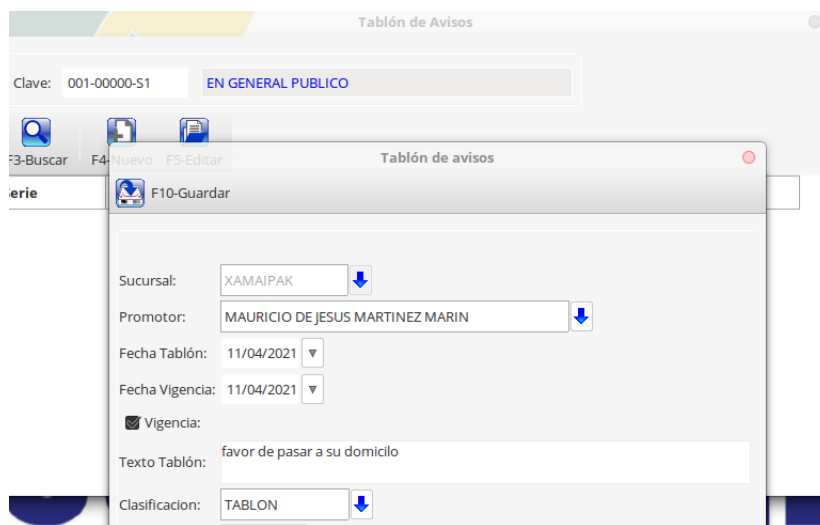 Tablón de Avisos
Clave: 001-00000-S1 EN GENERAL PUBLICO
F3-Buscar F4-Nuevo F5-Editar
Tablón de avisos
erie
F10-Guardar
Sucursal: XAMAIPAK
Promotor: MAURICIO DE JESUS MARTINEZ MARIN
Fecha Tablón: 11/04/2021
Fecha Vigencia: 11/04/2021
Vigencia:
Texto Tablón: favor de pasar a su domicilo
Clasificacion: TABLON